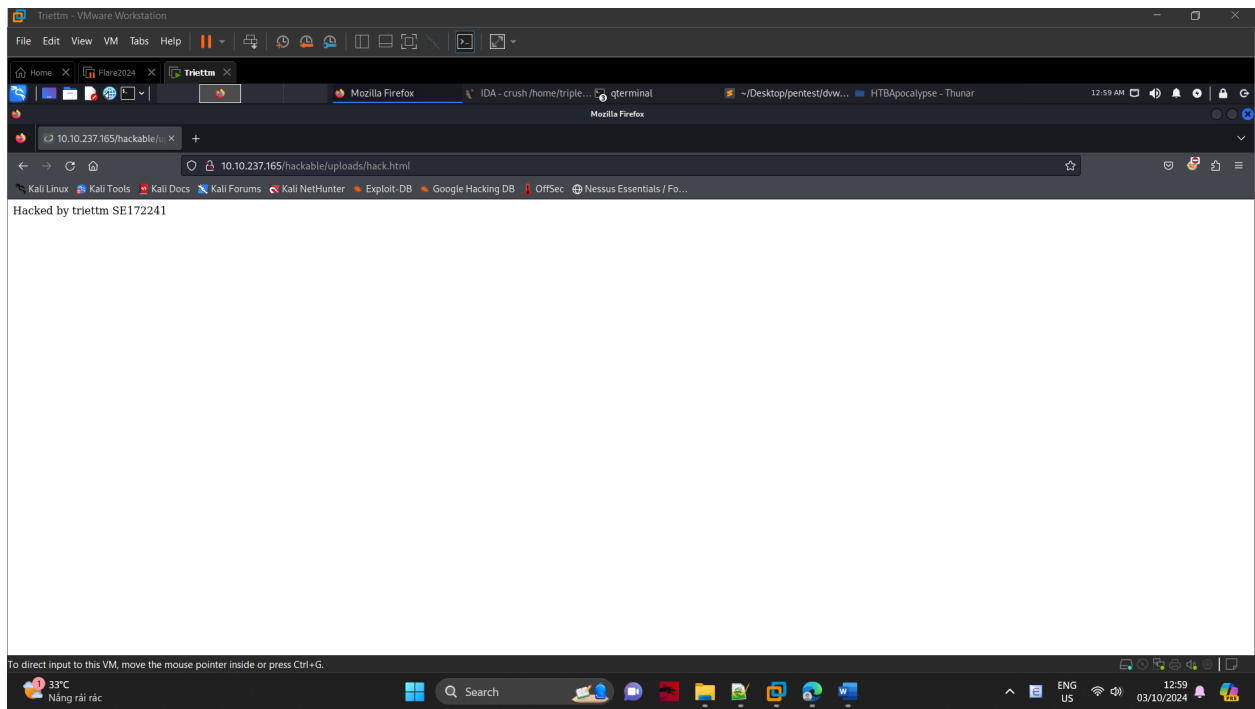 Triettm - VMware Workstation
File Edit View VM Tabs Help
Home Flare2024 Triettm
Mozilla Firefox IDA - crush /home/triple... qterminal ~/Desktop/pentest/dvw... HTBApocalypse - Thunar 12:59 AM
Mozilla Firefox
10.10.237.165/hackable/u
10.10.237.165/hackable/uploads/hack.html
Kali Linux Kali Tools Kali Docs Kali Forums Kali NetHunter Exploit-DB Google Hacking DB OffSec Nessus Essentials / Fo...
Hacked by triettm SE172241
To direct input to this VM, move the mouse pointer inside or press Ctrl+G.
1 33°C
Nắng rải rác
Search
ENG
US
12:59
03/10/2024